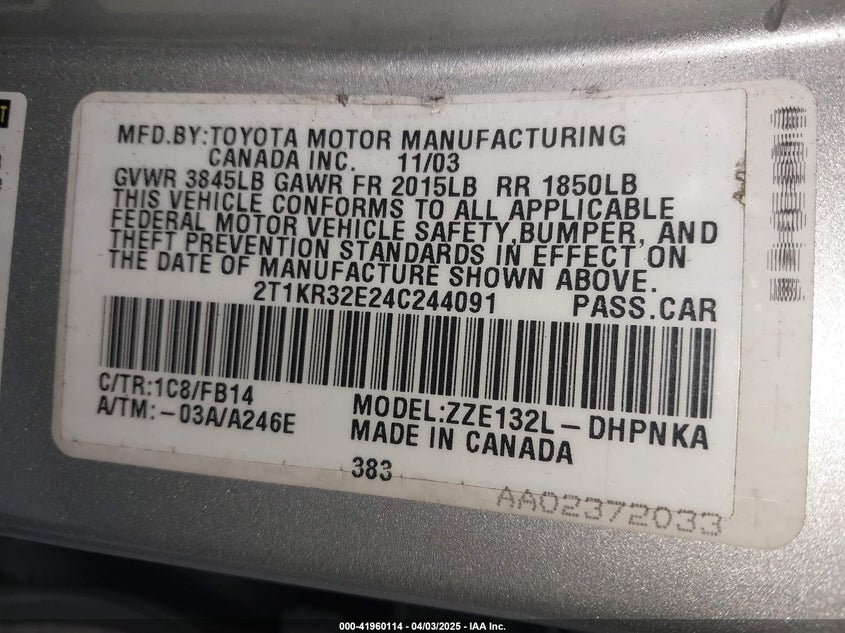 MFD.BY:TOYOTA MOTOR MANUFACTURING
CANADA INC. 11/03
GVWR 3845LB GAWR FR 2015LB RR 1850LB
THIS VEHICLE CONFORMS TO ALL APPLICABLE
FEDERAL MOTOR VEHICLE SAFETY,BUMPER, AND
THEFT PREVENTION STANDARDS IN EFFECT ON
THE DATE OF MANUFACTURE SHOWN ABOVE.
2T1KR32E24C244091 PASS.CAR
C/TR:1C8/FB14
A/TM:-03A/A246E
MODEL:ZZE132L-DHPNKA
MADE IN CANADA
383
AA02372033
000-41960114 - 04/03/2025 - IAA Inc.